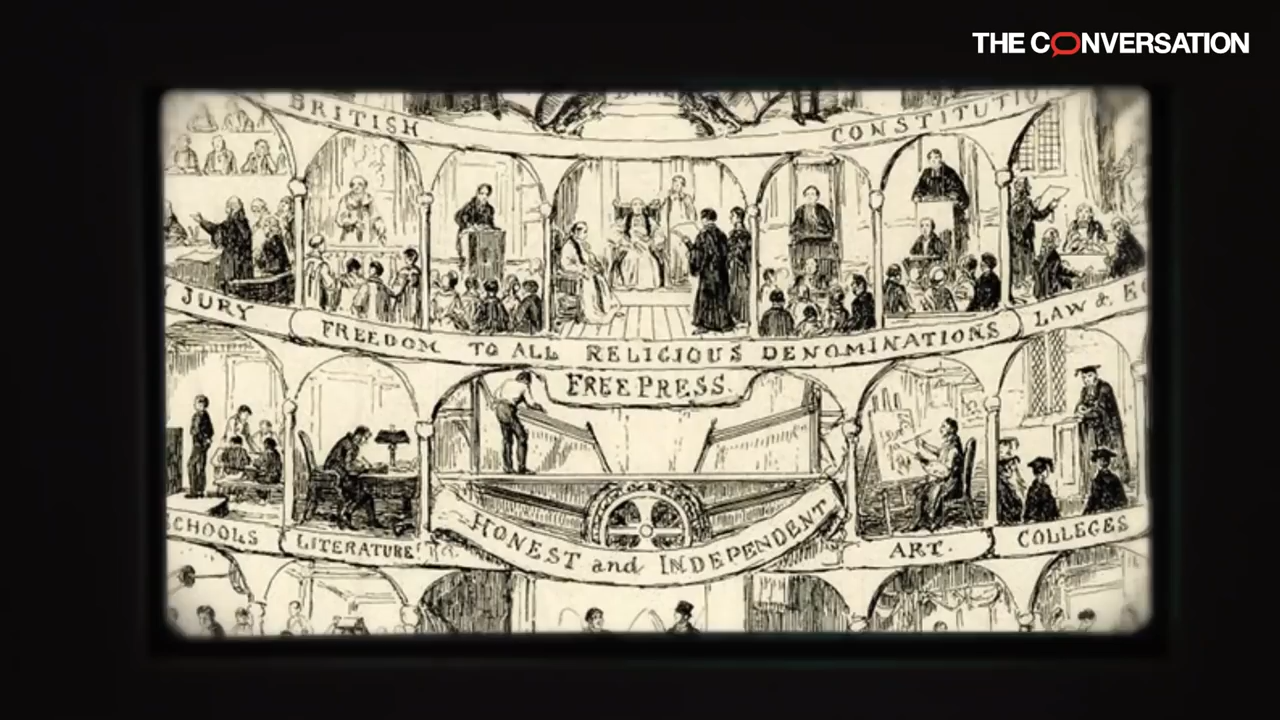 THE CONVERSATION
BRITISH CONSTITUTIO
JURY
FREEDOM TO ALL RELIGIOUS DENOMINATIONS
LAW &
FREE PRESS.
HONEST and INDEPENDENT
CHOOLS
LITERATURE
ART.
COLLEGES